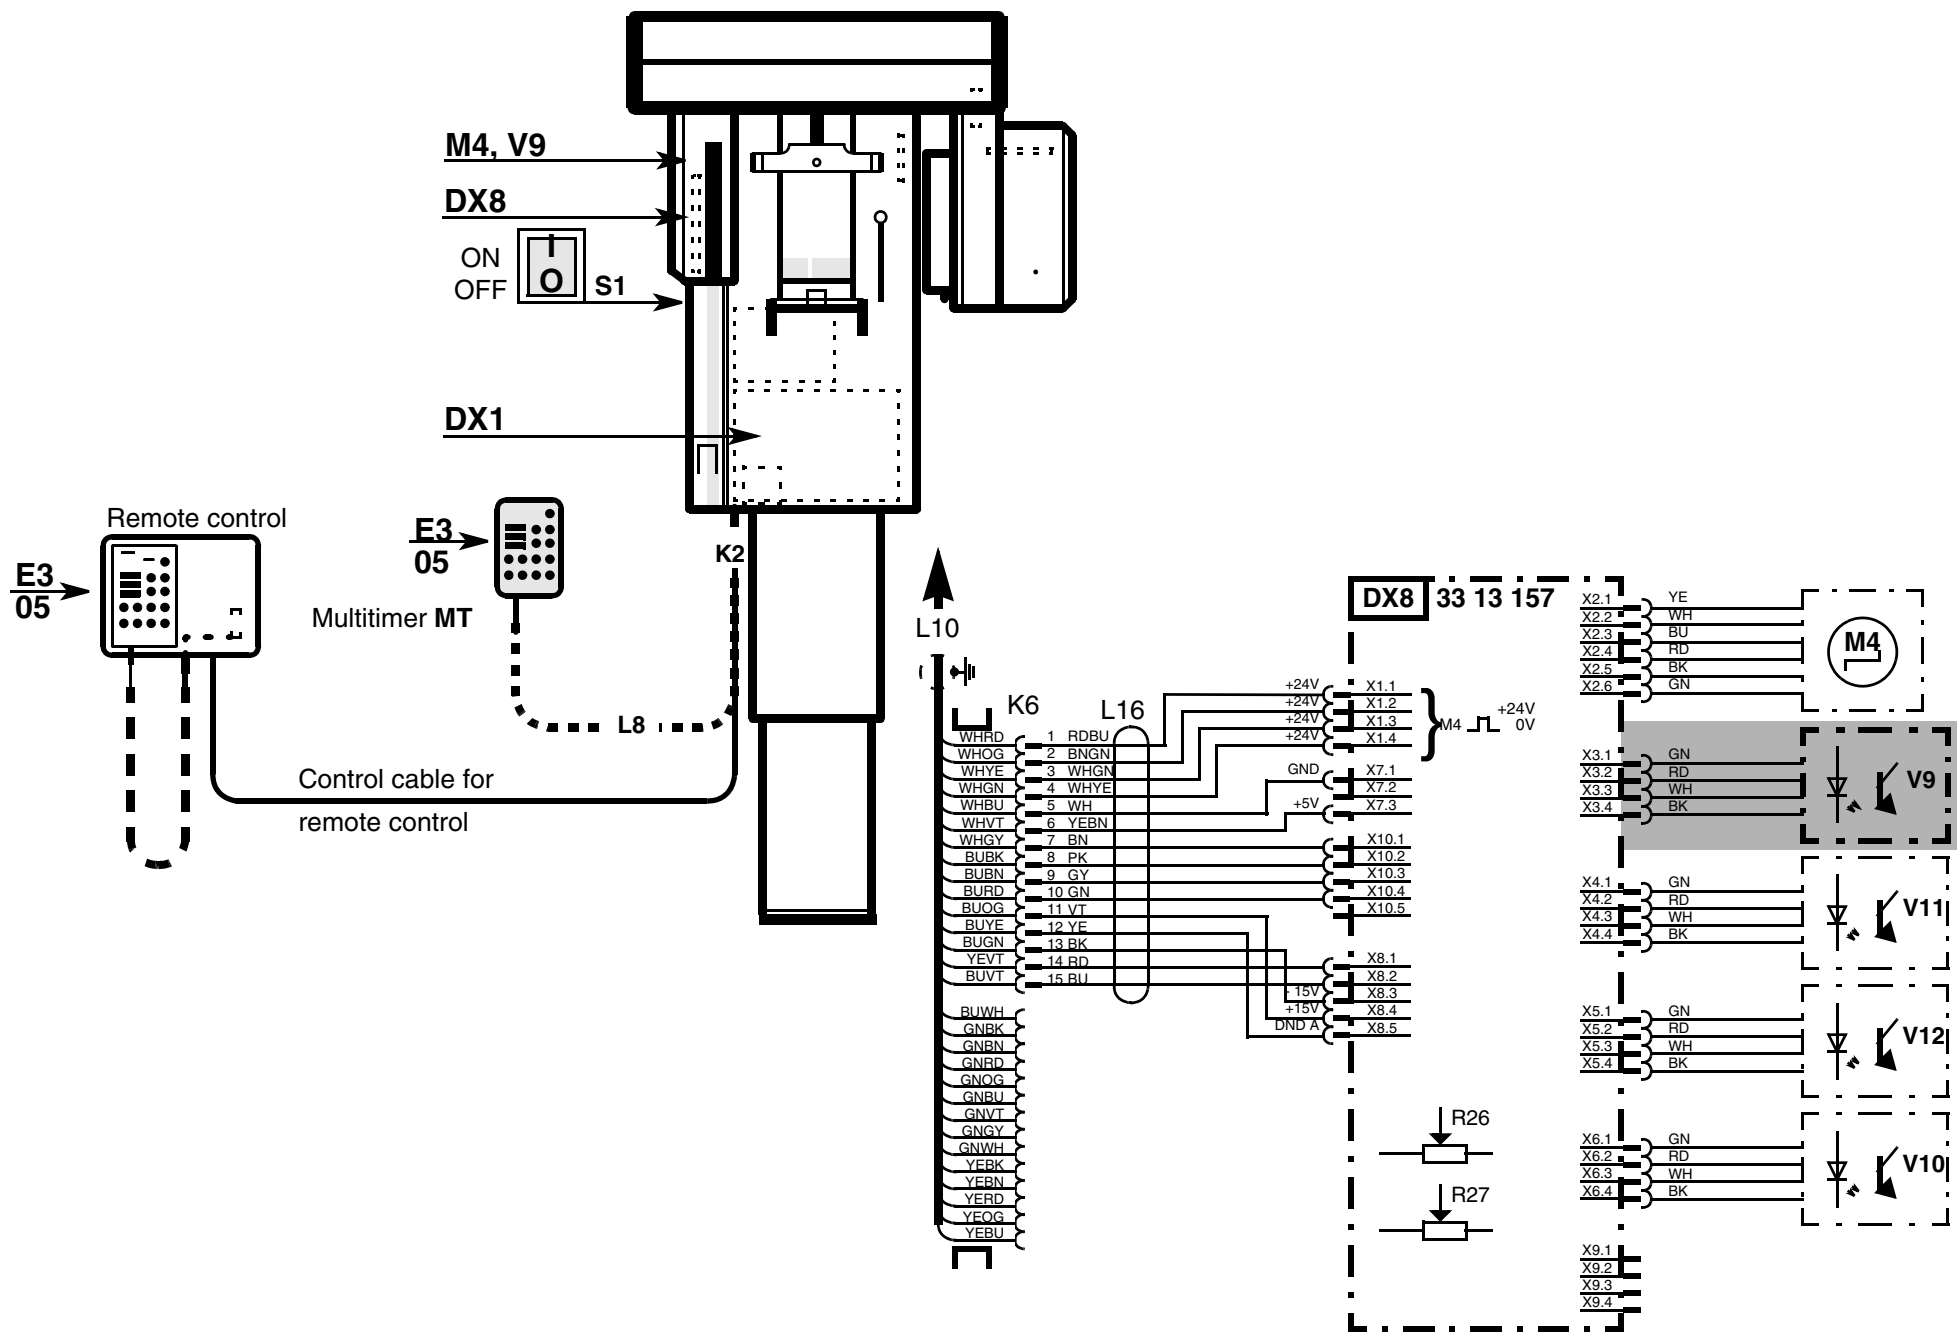 M4, V9
DX8
ON
OFF
I
O
S1
DX1
Remote control
E3
05
E3
05
K2
Multitimer MT
L8
Control cable for
remote control
L10
K6
L16
WHRD 1 RDBU
WHOG 2 BNGN
WHYE 3 WHGN
WHGN 4 WHYE
WHBU 5 WH
WHVT 6 YEBN
WHGY 7 BN
BUBK 8 PK
BUBN 9 GY
BURD 10 GN
BUOG 11 VT
BUYE 12 YE
BUGN 13 BK
YEVT 14 RD
BUVT 15 BU
BUWH
GNBK
GNBN
GNRD
GNOG
GNBU
GNVT
GNGY
GNWH
YEBK
YEBN
YERD
YEOG
YEBU
DX8 33 13 157
+24V X1.1
+24V X1.2
+24V X1.3
+24V X1.4
M4 +24V
0V
GND X7.1
X7.2
+5V X7.3
X10.1
X10.2
X10.3
X10.4
X10.5
X8.1
X8.2
- 15V X8.3
+15V X8.4
DND A X8.5
R26
R27
X2.1 YE
X2.2 WH
X2.3 BU
X2.4 RD
X2.5 BK
X2.6 GN
M4
X3.1 GN
X3.2 RD
X3.3 WH
X3.4 BK
V9
X4.1 GN
X4.2 RD
X4.3 WH
X4.4 BK
V11
X5.1 GN
X5.2 RD
X5.3 WH
X5.4 BK
V12
X6.1 GN
X6.2 RD
X6.3 WH
X6.4 BK
V10
X9.1
X9.2
X9.3
X9.4